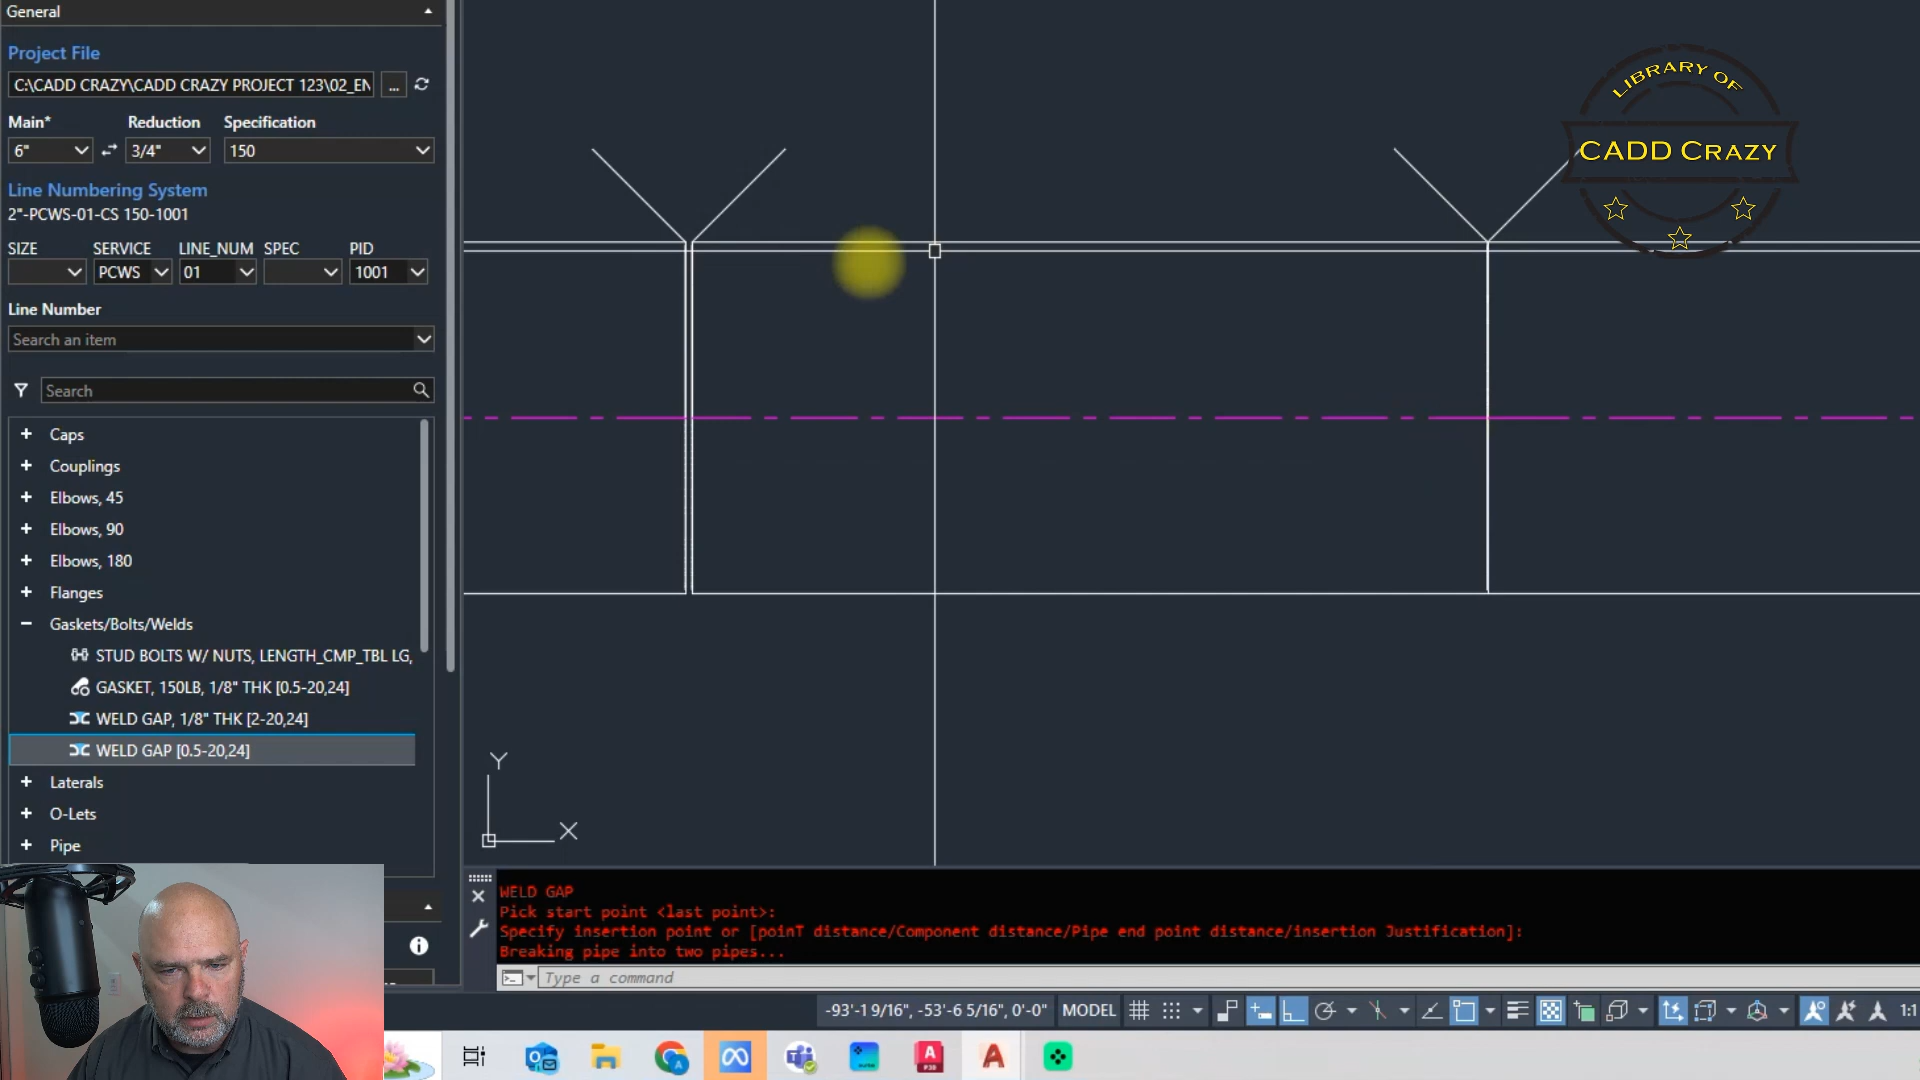 General
Project File
C:\CADD CRAZY\CADD CRAZY PROJECT 123\02_EN
...
Main* Reduction Specification
6" 3/4" 150
Line Numbering System
2"-PCWS-01-CS 150-1001
SIZE SERVICE LINE_NUM SPEC PID
PCWS 01 1001
Line Number
Search an item
Search
Caps
Couplings
Elbows, 45
Elbows, 90
Elbows, 180
Flanges
Gaskets/Bolts/Welds
STUD BOLTS W/ NUTS, LENGTH_CMP_TBL LG,
GASKET, 150LB, 1/8" THK [0.5-20,24]
WELD GAP, 1/8" THK [2-20,24]
WELD GAP [0.5-20,24]
Laterals
O-Lets
Pipe
LIBRARY OF
CADD CRAZY
Y
X
WELD GAP
Pick start point <last point>:
Specify insertion point or [poinT distance/Component distance/Pipe end point distance/insertion Justification]:
Breaking pipe into two pipes...
Type a command
-93'-1 9/16", -53'-6 5/16", 0'-0" MODEL 1:1